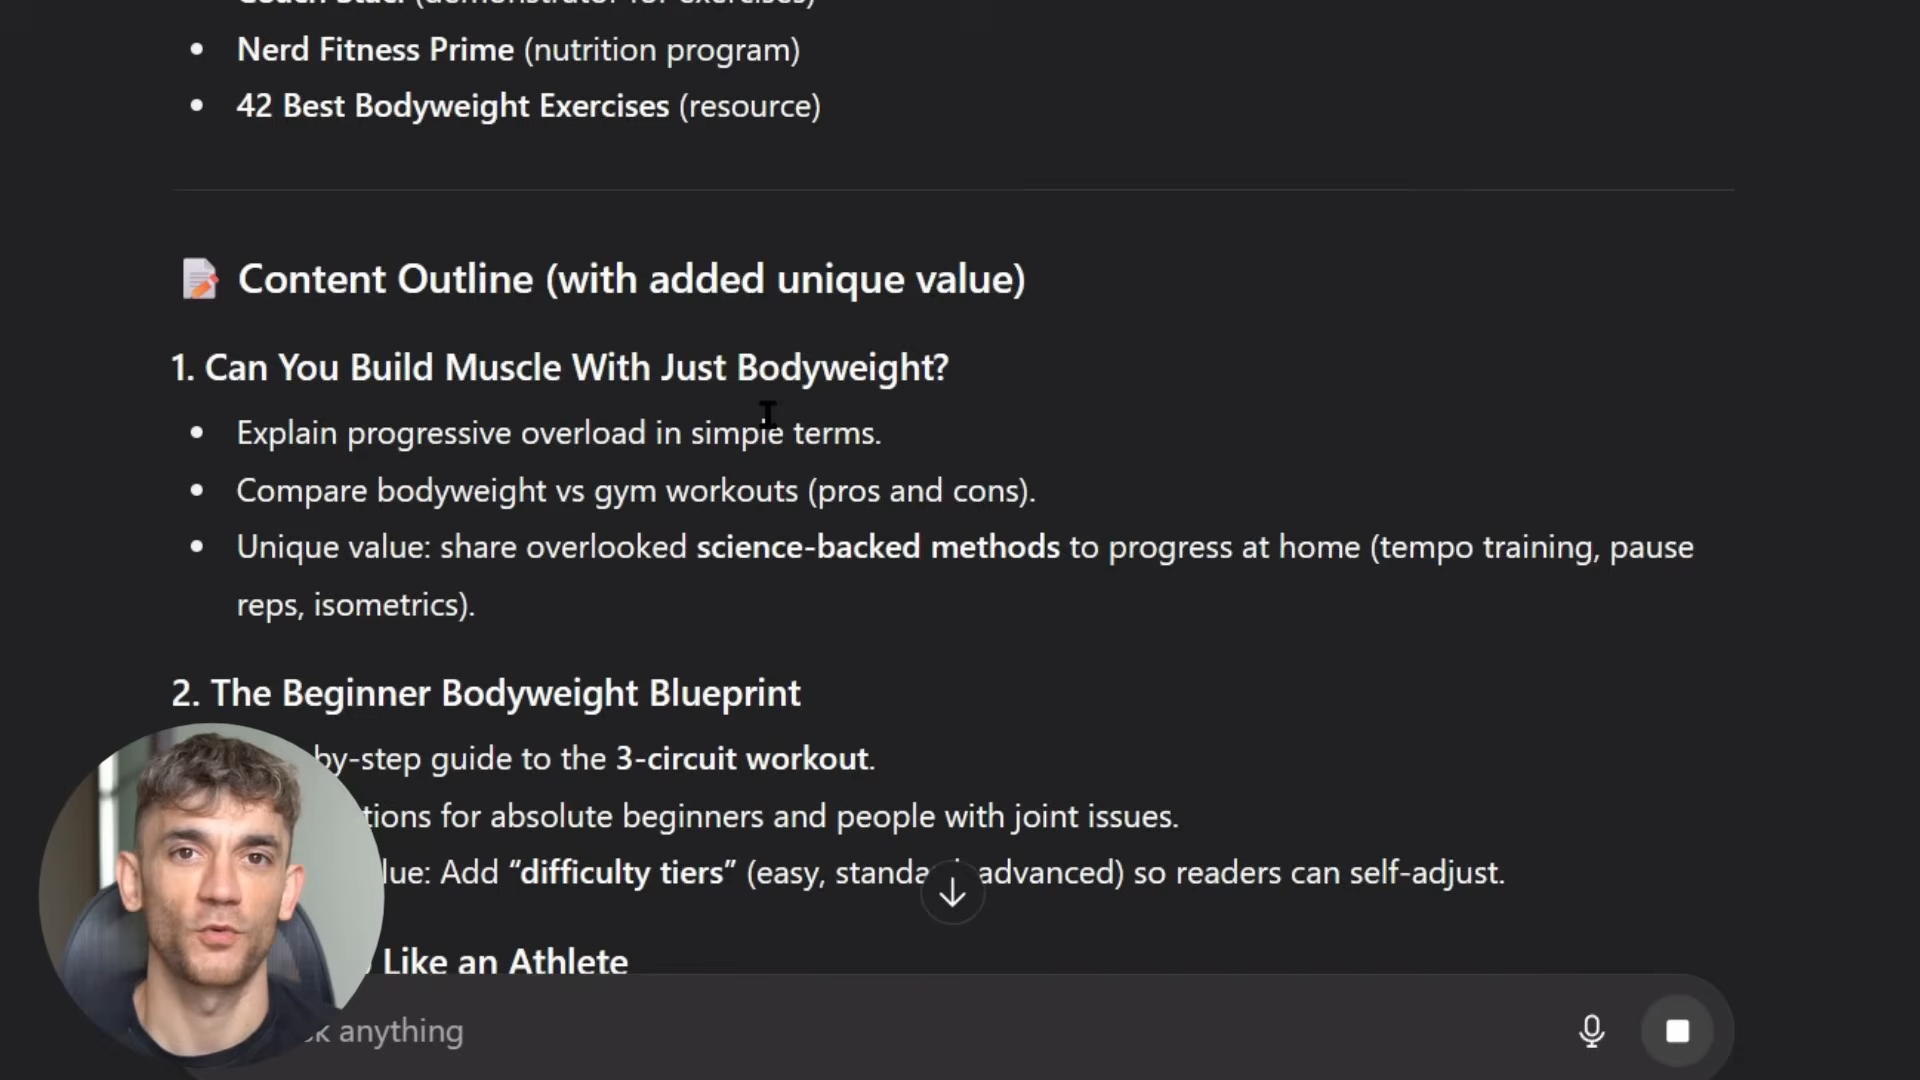 (demonstrator for exercises)
Nerd Fitness Prime (nutrition program)
42 Best Bodyweight Exercises (resource)
Content Outline (with added unique value)
1. Can You Build Muscle With Just Bodyweight?
Explain progressive overload in simple terms.
Compare bodyweight vs gym workouts (pros and cons).
Unique value: share overlooked science-backed methods to progress at home (tempo training, pause
reps, isometrics).
2. The Beginner Bodyweight Blueprint
by-step guide to the 3-circuit workout.
tions for absolute beginners and people with joint issues.
lue: Add “difficulty tiers” (easy, advanced) so readers can self-adjust.
Like an Athlete
k anything